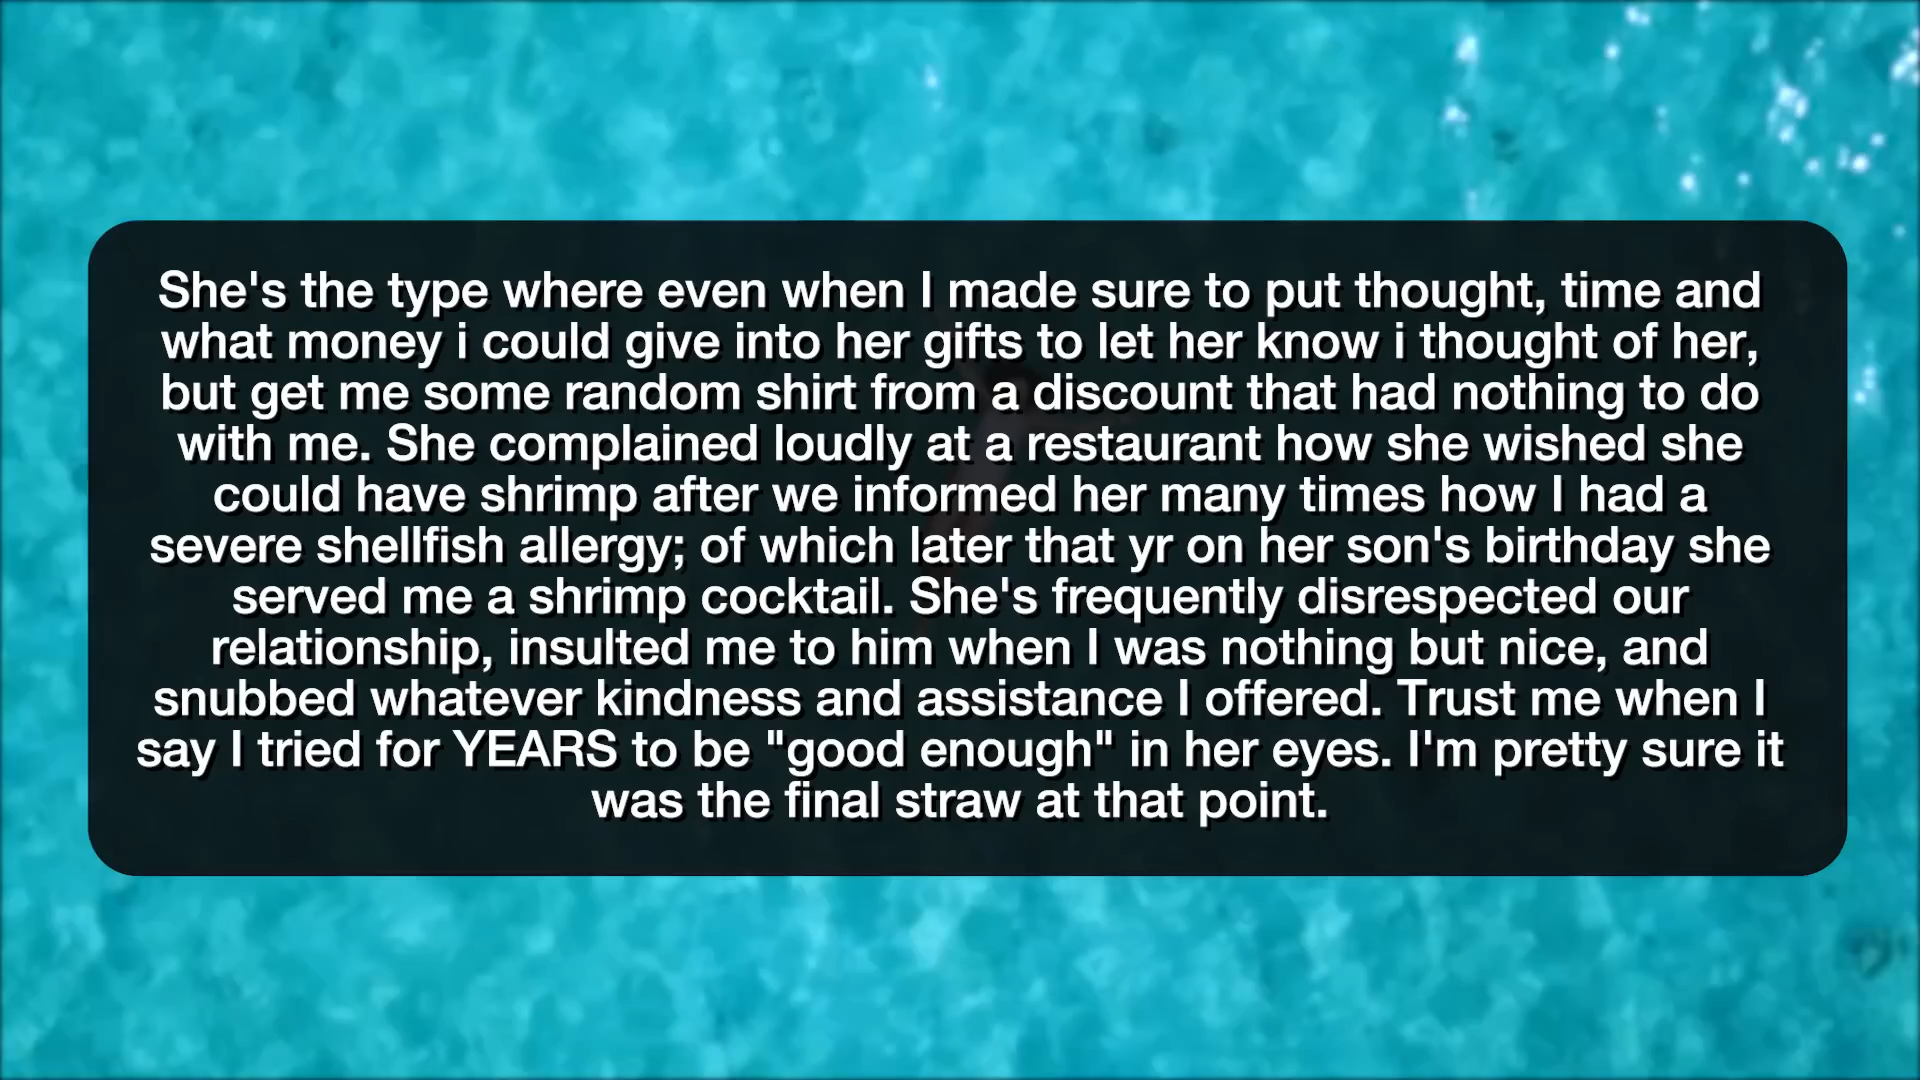 She's the type where even when I made sure to put thought, time and
what money i could give into her gifts to let her know i thought of her,
but get me some random shirt from a discount that had nothing to do
with me. She complained loudly at a restaurant how she wished she
could have shrimp after we informed her many times how I had a
severe shellfish allergy; of which later that yr on her son's birthday she
served me a shrimp cocktail. She's frequently disrespected our
relationship, insulted me to him when I was nothing but nice, and
snubbed whatever kindness and assistance I offered. Trust me when I
say I tried for YEARS to be "good enough" in her eyes. I'm pretty sure it
was the final straw at that point.